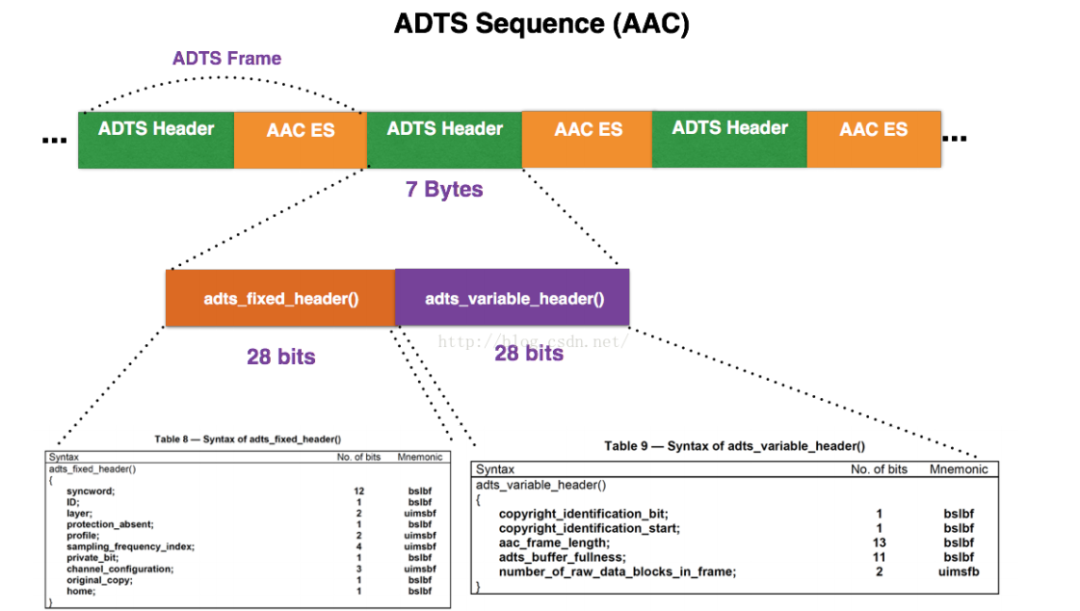 ADTS Sequence (AAC)
ADTS Frame
... ADTS Header AAC ES ADTS Header AAC ES ADTS Header AAC ES ...
7 Bytes
adts_fixed_header() adts_variable_header()
http://blog.csdn.net/
28 bits 28 bits
Table 8 — Syntax of adts_fixed_header()
Syntax No. of bits Mnemonic
adts_fixed_header()
{
syncword; 12 bslbf
ID; 1 bslbf
layer; 2 uimsbf
protection_absent; 1 bslbf
profile; 2 uimsbf
sampling_frequency_index; 4 uimsbf
private_bit; 1 bslbf
channel_configuration; 3 uimsbf
original_copy; 1 bslbf
home; 1 bslbf
}
Table 9 — Syntax of adts_variable_header()
Syntax No. of bits Mnemonic
adts_variable_header()
{
copyright_identification_bit; 1 bslbf
copyright_identification_start; 1 bslbf
aac_frame_length; 13 bslbf
adts_buffer_fullness; 11 bslbf
number_of_raw_data_blocks_in_frame; 2 uimsfb
}